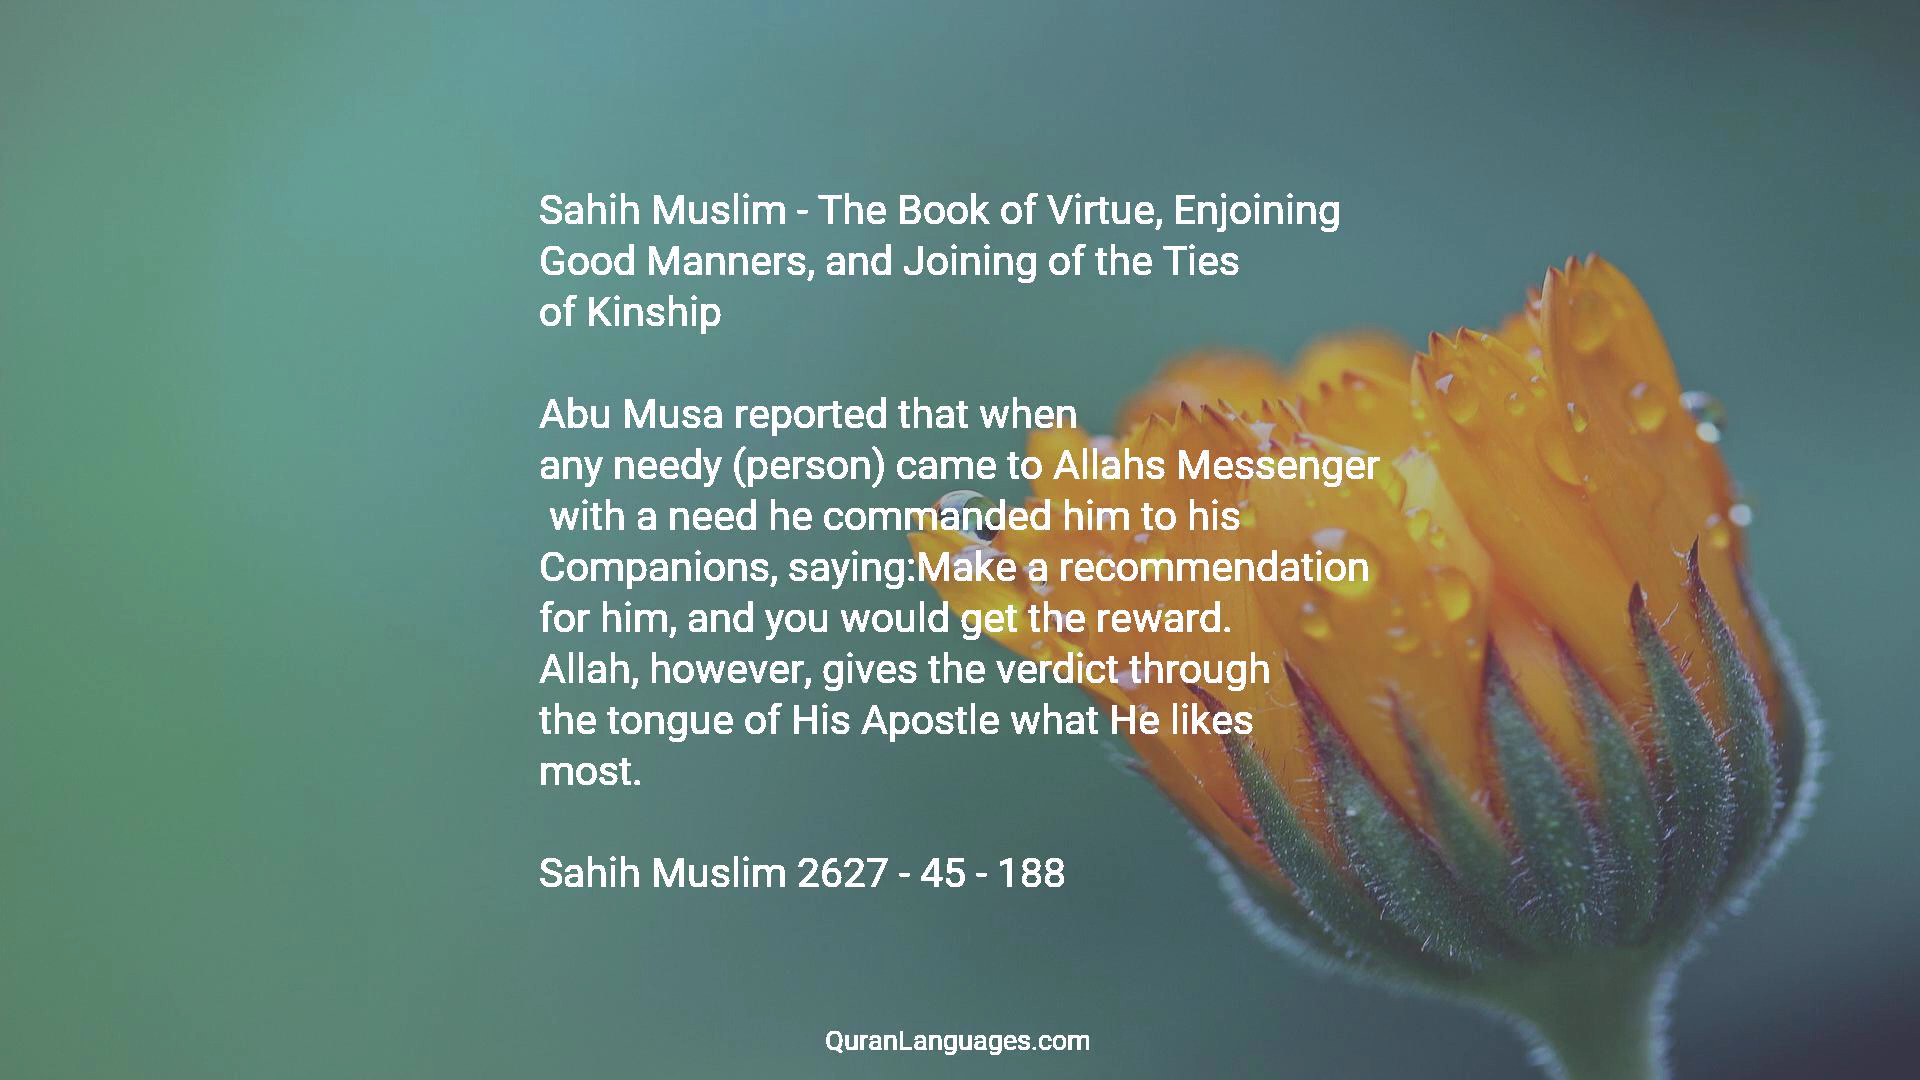 Sahih Muslim - The Book of Virtue, Enjoining
Good Manners, and Joining of the Ties
of Kinship
Abu Musa reported that when
any needy (person) came to Allahs Messenger
with a need he commanded him to his
Companions, saying:Make a recommendation
for him, and you would get the reward.
Allah, however, gives the verdict through
the tongue of His Apostle what He likes
most.
Sahih Muslim 2627 - 45 - 188
QuranLanguages.com